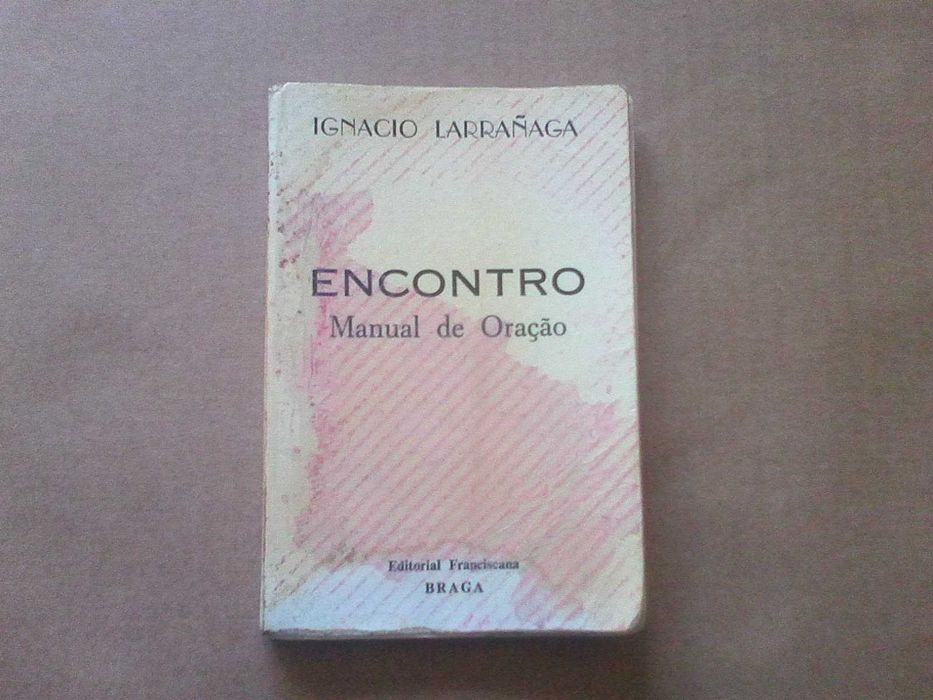 IGNACIO LARRAÑAGA
ENCONTRO
Manual de Oração
Editorial Franciscana
BRAGA